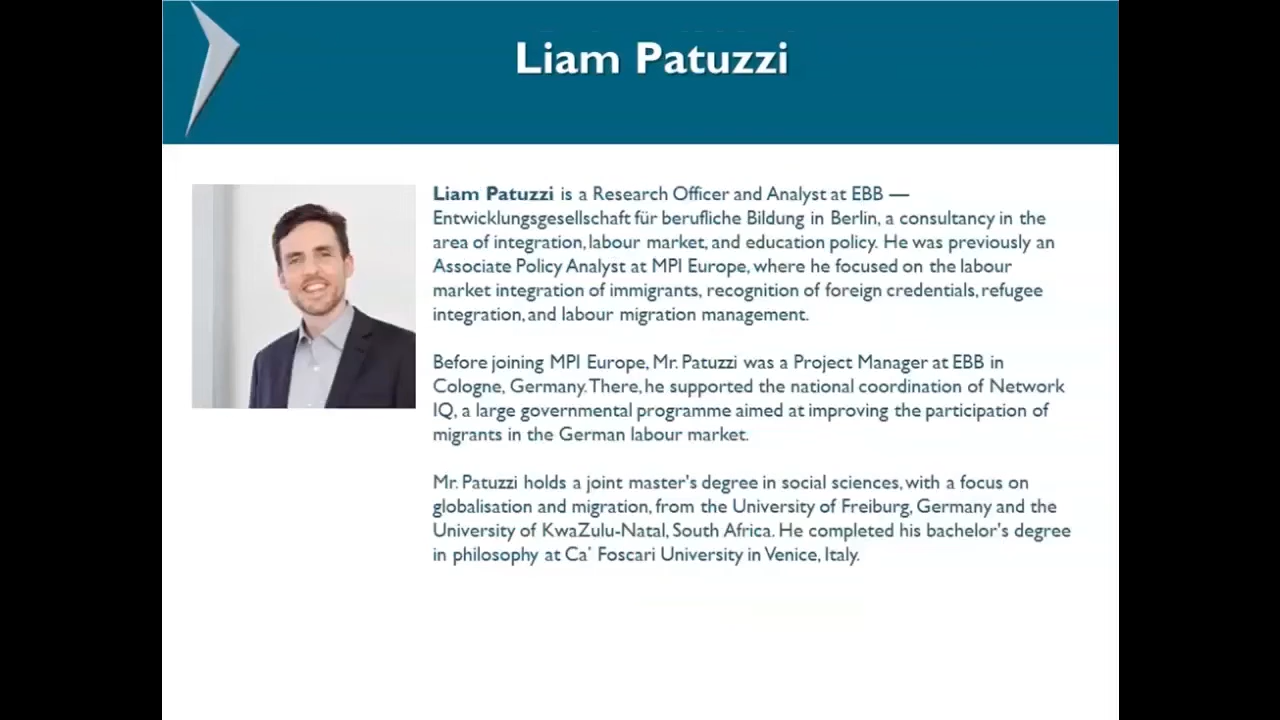 Liam Patuzzi
Liam Patuzzi is a Research Officer and Analyst at EBB —
Entwicklungsgesellschaft für berufliche Bildung in Berlin, a consultancy in the
area of integration, labour market, and education policy. He was previously an
Associate Policy Analyst at MPI Europe, where he focused on the labour
market integration of immigrants, recognition of foreign credentials, refugee
integration, and labour migration management.
Before joining MPI Europe, Mr. Patuzzi was a Project Manager at EBB in
Cologne, Germany. There, he supported the national coordination of Network
IQ, a large governmental programme aimed at improving the participation of
migrants in the German labour market.
Mr. Patuzzi holds a joint master's degree in social sciences, with a focus on
globalisation and migration, from the University of Freiburg, Germany and the
University of KwaZulu-Natal, South Africa. He completed his bachelor's degree
in philosophy at Ca' Foscari University in Venice, Italy.